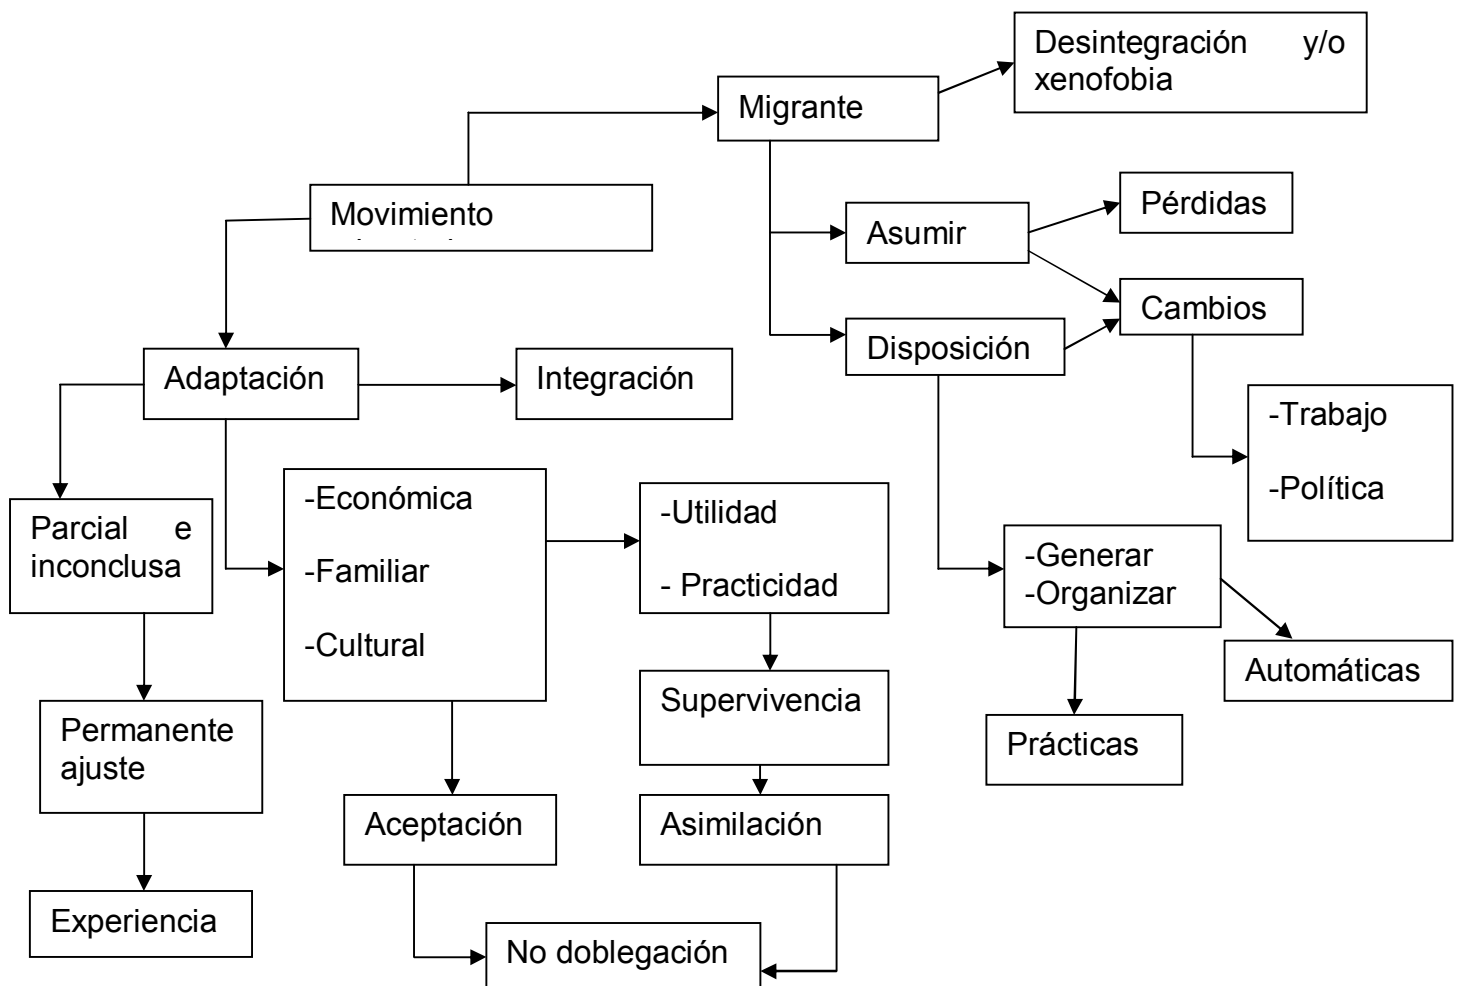 Desintegración y/o
xenofobia
Migrante
Movimiento
Pérdidas
Asumir
Cambios
Disposición
Adaptación
Integración
-Trabajo
-Política
-Económica
-Familiar
-Cultural
-Utilidad
- Practicidad
Parcial e
inconclusa
-Generar
-Organizar
Automáticas
Supervivencia
Permanente
ajuste
Prácticas
Aceptación
Asimilación
Experiencia
No doblegación